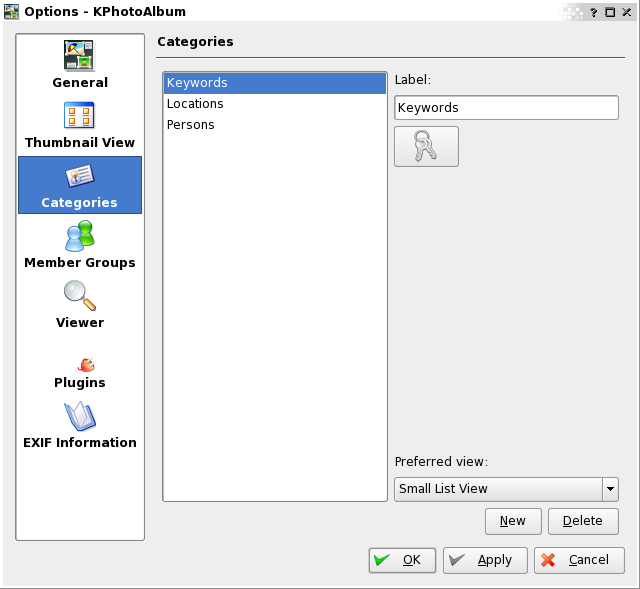 Options - KPhotoAlbum
General
Thumbnail View
Categories
Member Groups
Viewer
Plugins
EXIF Information
Categories
Keywords
Locations
Persons
Label:
Keywords
Preferred view:
Small List View
New
Delete
OK
Apply
Cancel